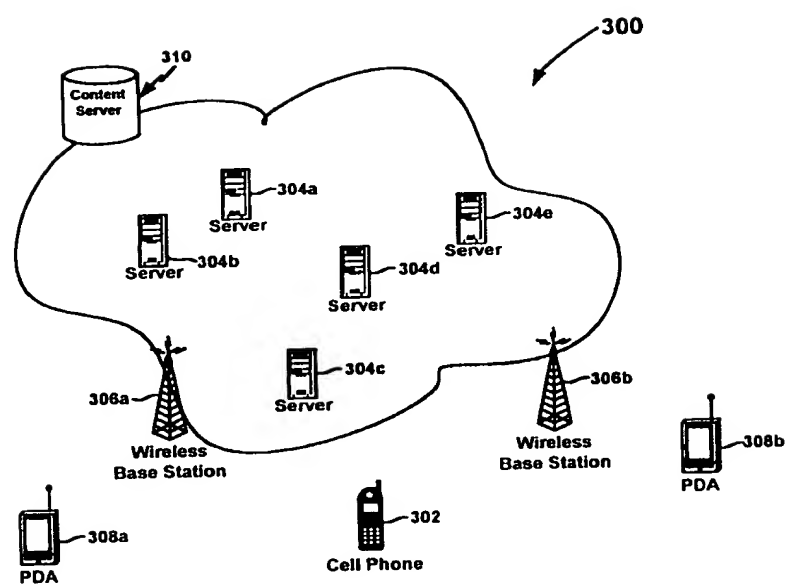 300
310
Content
Server
304a
Server
304e
Server
304b
Server
304d
Server
304c
Server
306a
Wireless
Base Station
306b
Wireless
Base Station
308b
PDA
308a
PDA
302
Cell Phone